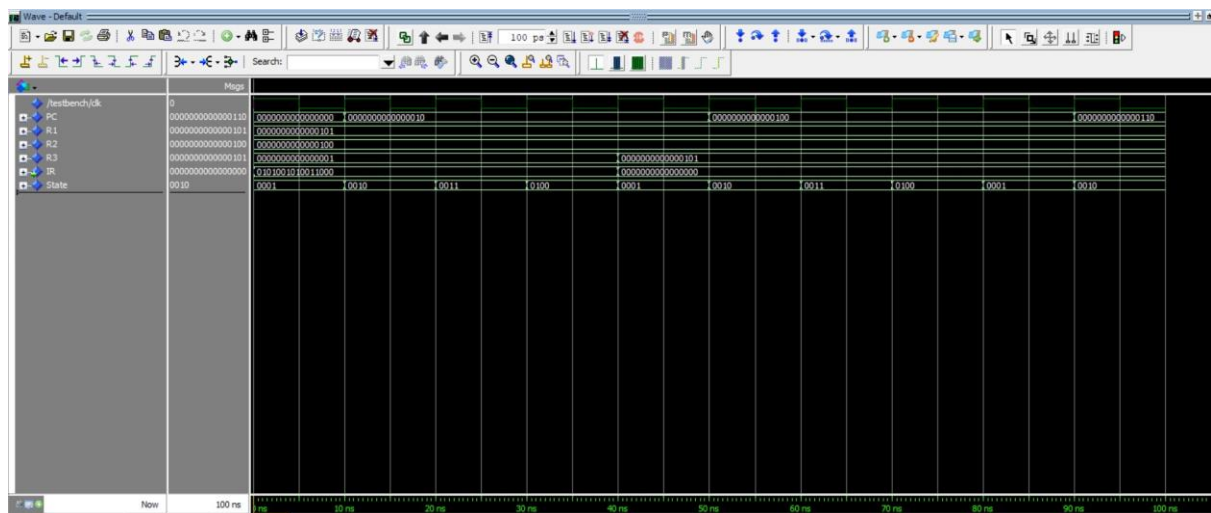 Wave - Default
100 ps
Search:
Msgs
/testbench/clk 0
PC 0000000000000110 0000000000000000 0000000000000010 0000000000000100 0000000000000110
R1 0000000000000101 0000000000000101
R2 0000000000000100 0000000000000100
R3 0000000000000101 0000000000000001 0000000000000101
IR 0000000000000000 0101001010011000 0000000000000000
State 0010 0001 0010 0011 0100 0001 0010 0011 0100 0001 0010
Now 100 ns
10 ns 20 ns 30 ns 40 ns 50 ns 60 ns 70 ns 80 ns 90 ns 100 ns